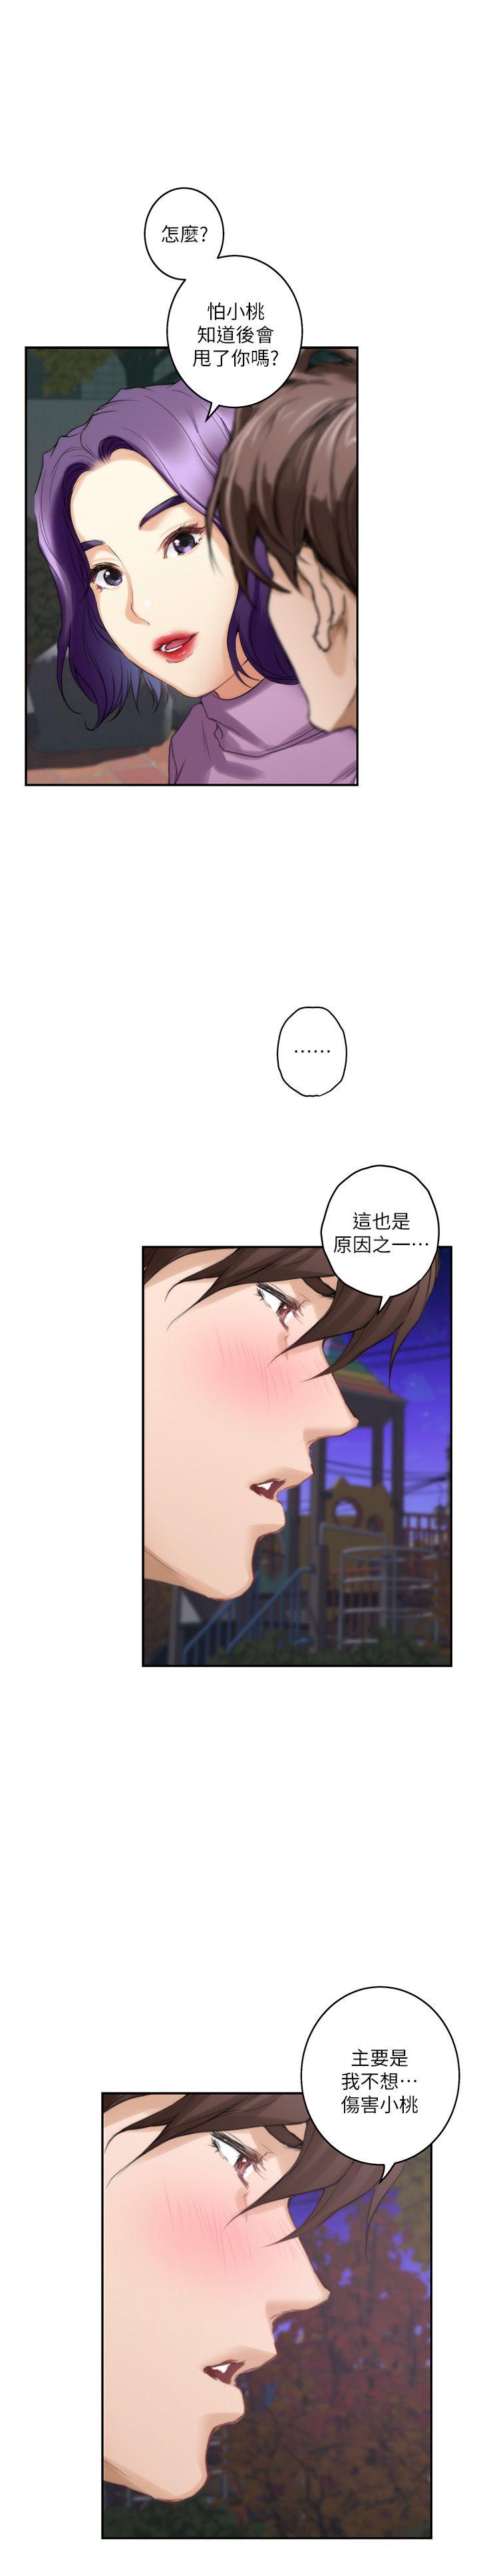 怎麼?
怕小桃
知道後會
甩了你嗎?
……
這也是
原因之一…
主要是
我不想…
傷害小桃